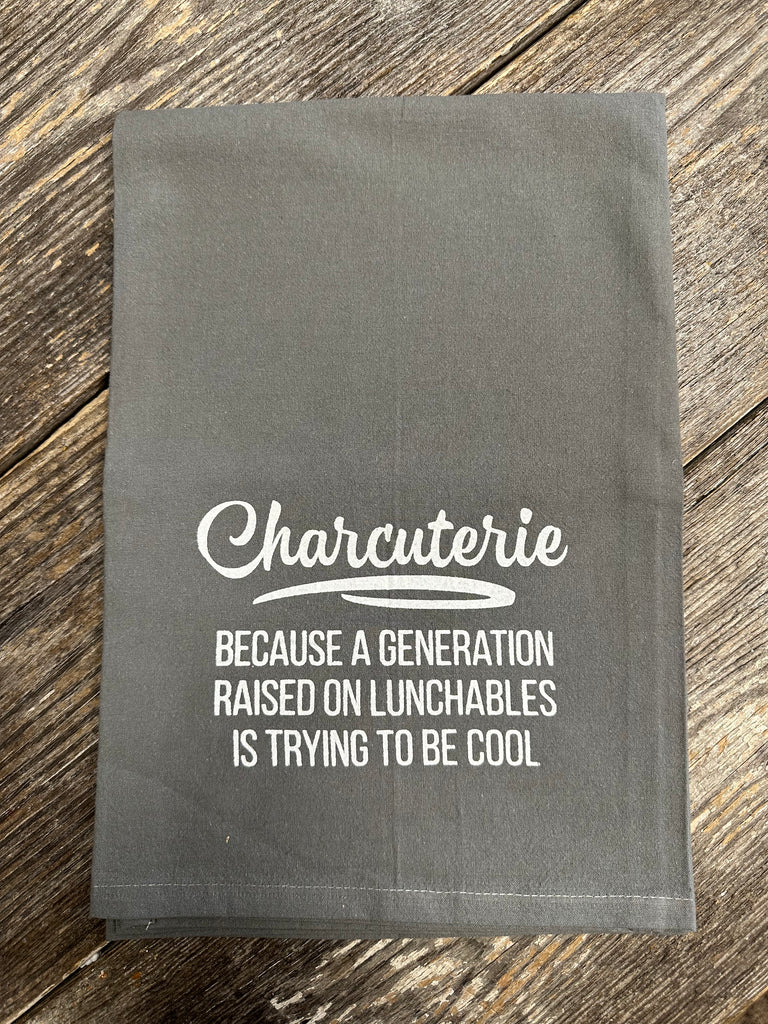 Charcuterie
BECAUSE A GENERATION
RAISED ON LUNCHABLES
IS TRYING TO BE COOL